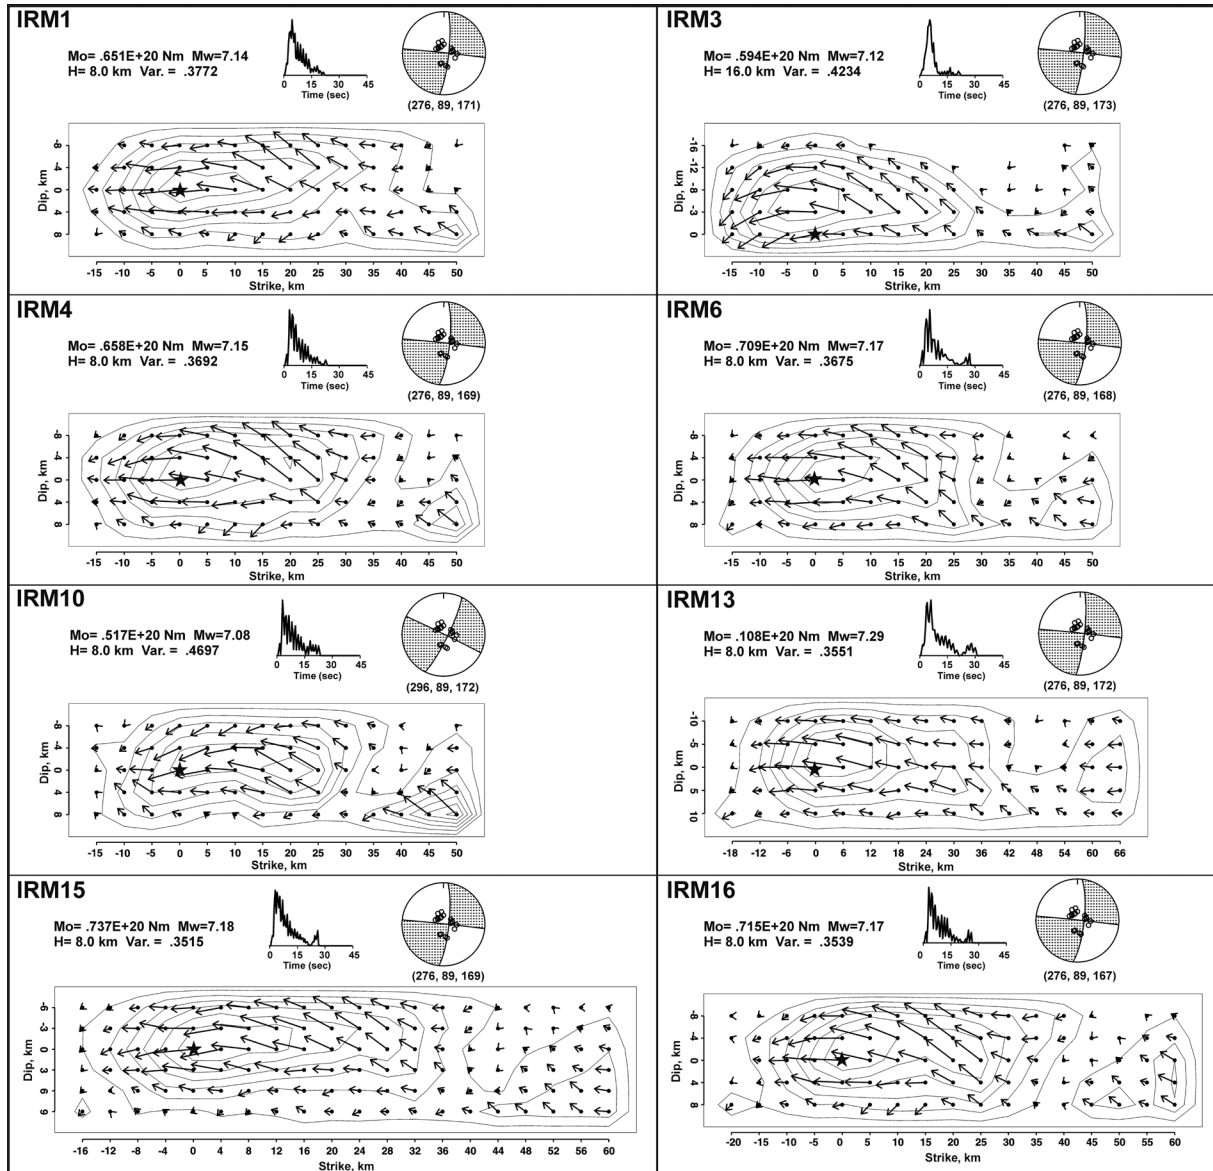 IRM1
Mo= .651E+20 Nm Mw=7.14
H= 8.0 km Var. = .3772
0 15 30 45
Time (sec)
(276, 89, 171)
Dip, km
-8
-4
0
4
8
-15 -10 -5 0 5 10 15 20 25 30 35 40 45 50
Strike, km
IRM3
Mo= .594E+20 Nm Mw=7.12
H= 16.0 km Var. = .4234
0 15 30 45
Time (sec)
(276, 89, 173)
Dip, km
-16
-12
-8
-3
0
-15 -10 -5 0 5 10 15 20 25 30 35 40 45 50
Strike, km
IRM4
Mo= .658E+20 Nm Mw=7.15
H= 8.0 km Var. = .3692
0 15 30 45
Time (sec)
(276, 89, 169)
Dip, km
-8
-4
0
4
8
-15 -10 -5 0 5 10 15 20 25 30 35 40 45 50
Strike, km
IRM6
Mo= .709E+20 Nm Mw=7.17
H= 8.0 km Var. = .3675
0 15 30 45
Time (sec)
(276, 89, 168)
Dip, km
-8
-4
0
4
8
-15 -10 -5 0 5 10 15 20 25 30 35 40 45 50
Strike, km
IRM10
Mo= .517E+20 Nm Mw=7.08
H= 8.0 km Var. = .4697
0 15 30 45
Time (sec)
(296, 89, 172)
Dip, km
-8
-4
0
4
8
-15 -10 -5 0 5 10 15 20 25 30 35 40 45 50
Strike, km
IRM13
Mo= .108E+20 Nm Mw=7.29
H= 8.0 km Var. = .3551
0 15 30 45
Time (sec)
(276, 89, 172)
Dip, km
-10
-5
0
5
10
-18 -12 -6 0 6 12 18 24 30 36 42 48 54 60 66
Strike, km
IRM15
Mo= .737E+20 Nm Mw=7.18
H= 8.0 km Var. = .3515
0 15 30 45
Time (sec)
(276, 89, 169)
Dip, km
-6
-3
0
3
6
9
-16 -12 -8 -4 0 4 8 12 16 20 24 28 32 36 40 44 48 52 56 60
Strike, km
IRM16
Mo= .715E+20 Nm Mw=7.17
H= 8.0 km Var. = .3539
0 15 30 45
Time (sec)
(276, 89, 167)
Dip, km
-8
-4
0
4
8
-20 -15 -10 -5 0 5 10 15 20 25 30 35 40 45 50 55 60
Strike, km